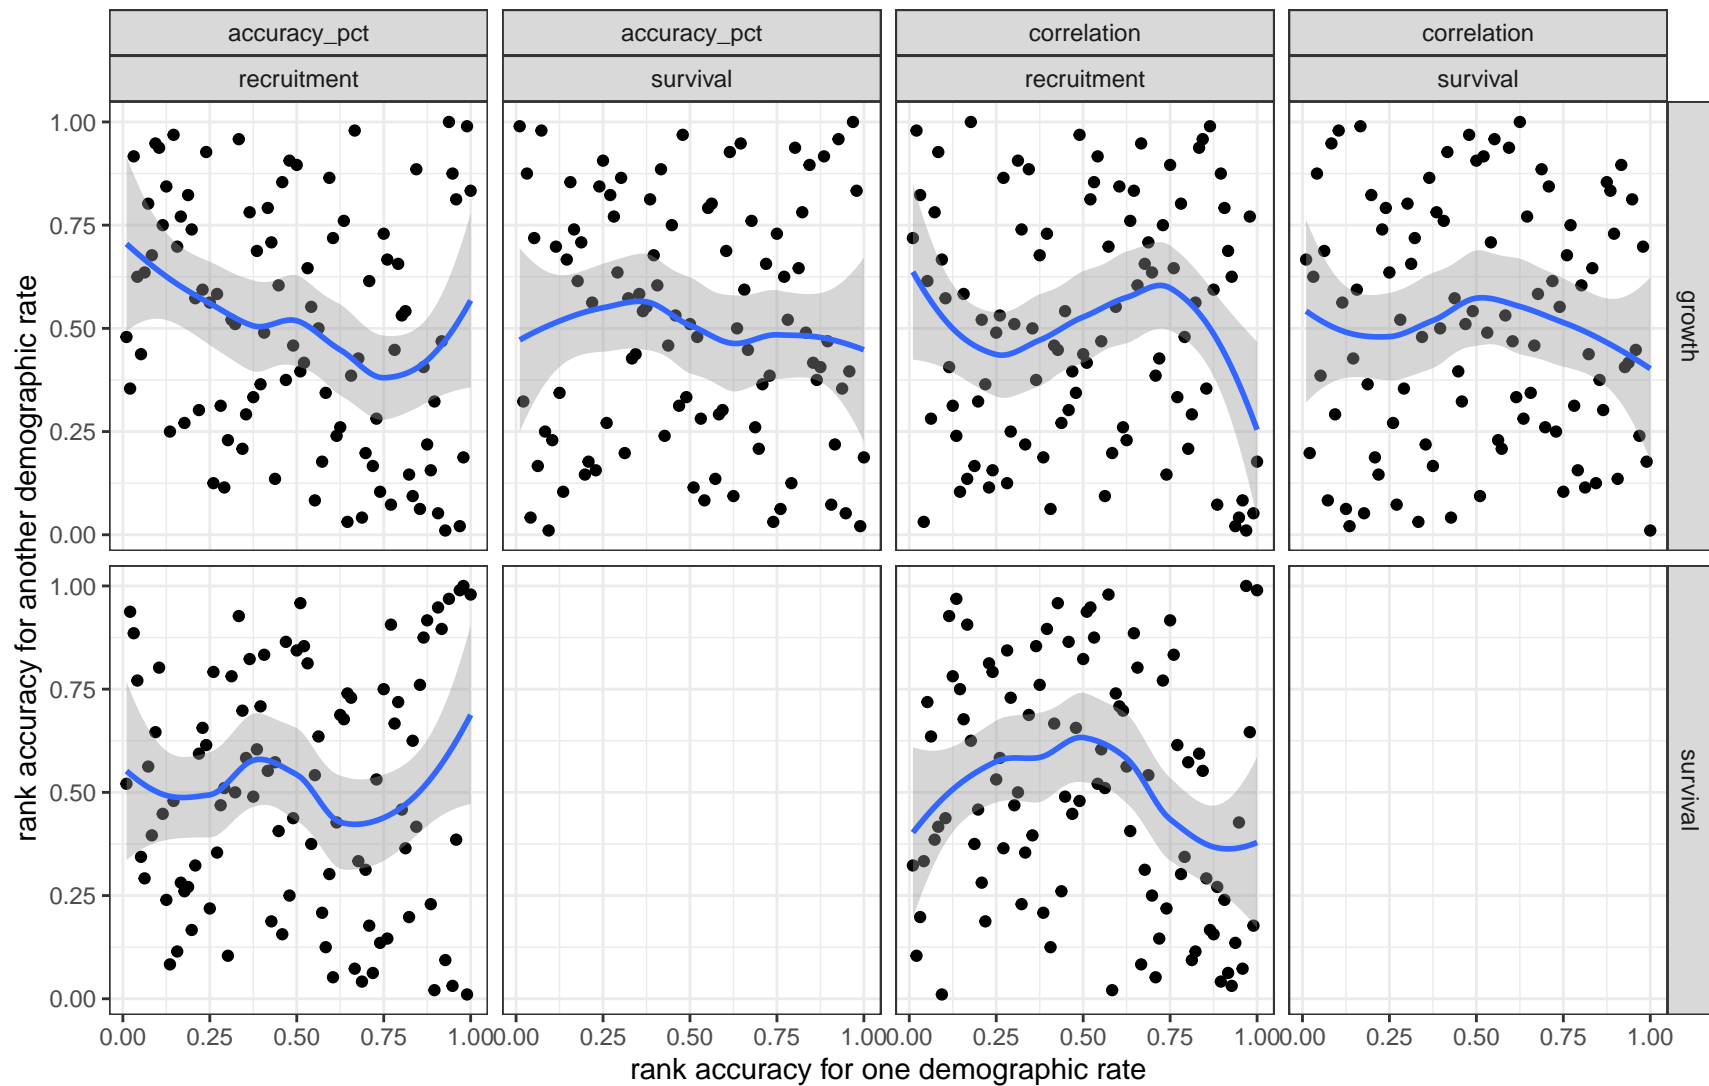 accuracy_pct accuracy_pct correlation correlation
recruitment survival recruitment survival
1.00
0.75
0.50
0.25
0.00
growth
rank accuracy for another demographic rate
1.00
0.75
0.50
0.25
0.00
survival
0.00 0.25 0.50 0.75 1.00 0.00 0.25 0.50 0.75 1.00 0.00 0.25 0.50 0.75 1.00 0.00 0.25 0.50 0.75 1.00
rank accuracy for one demographic rate